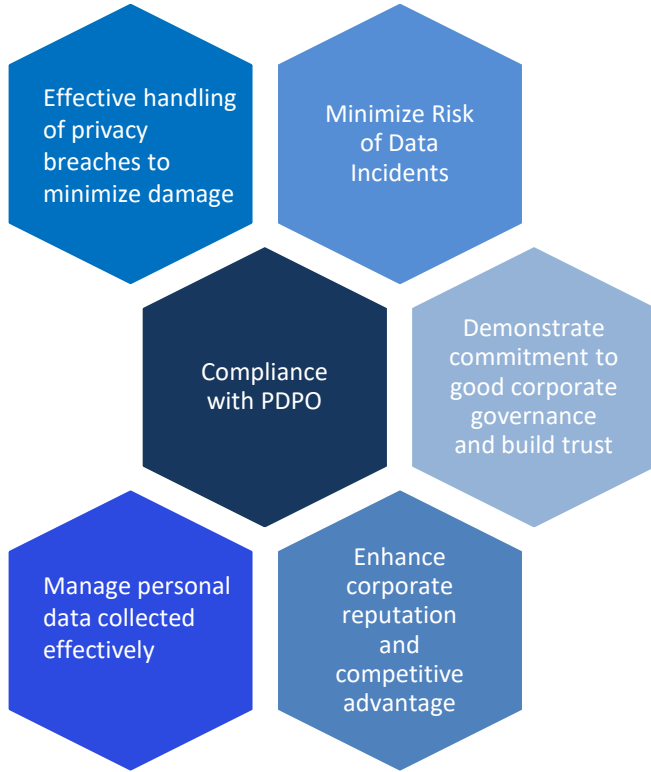 Effective handling
of privacy
breaches to
minimize damage
Minimize Risk
of Data
Incidents
Compliance
with PDPO
Demonstrate
commitment to
good corporate
governance
and build trust
Manage personal
data collected
effectively
Enhance
corporate
reputation
and
competitive
advantage